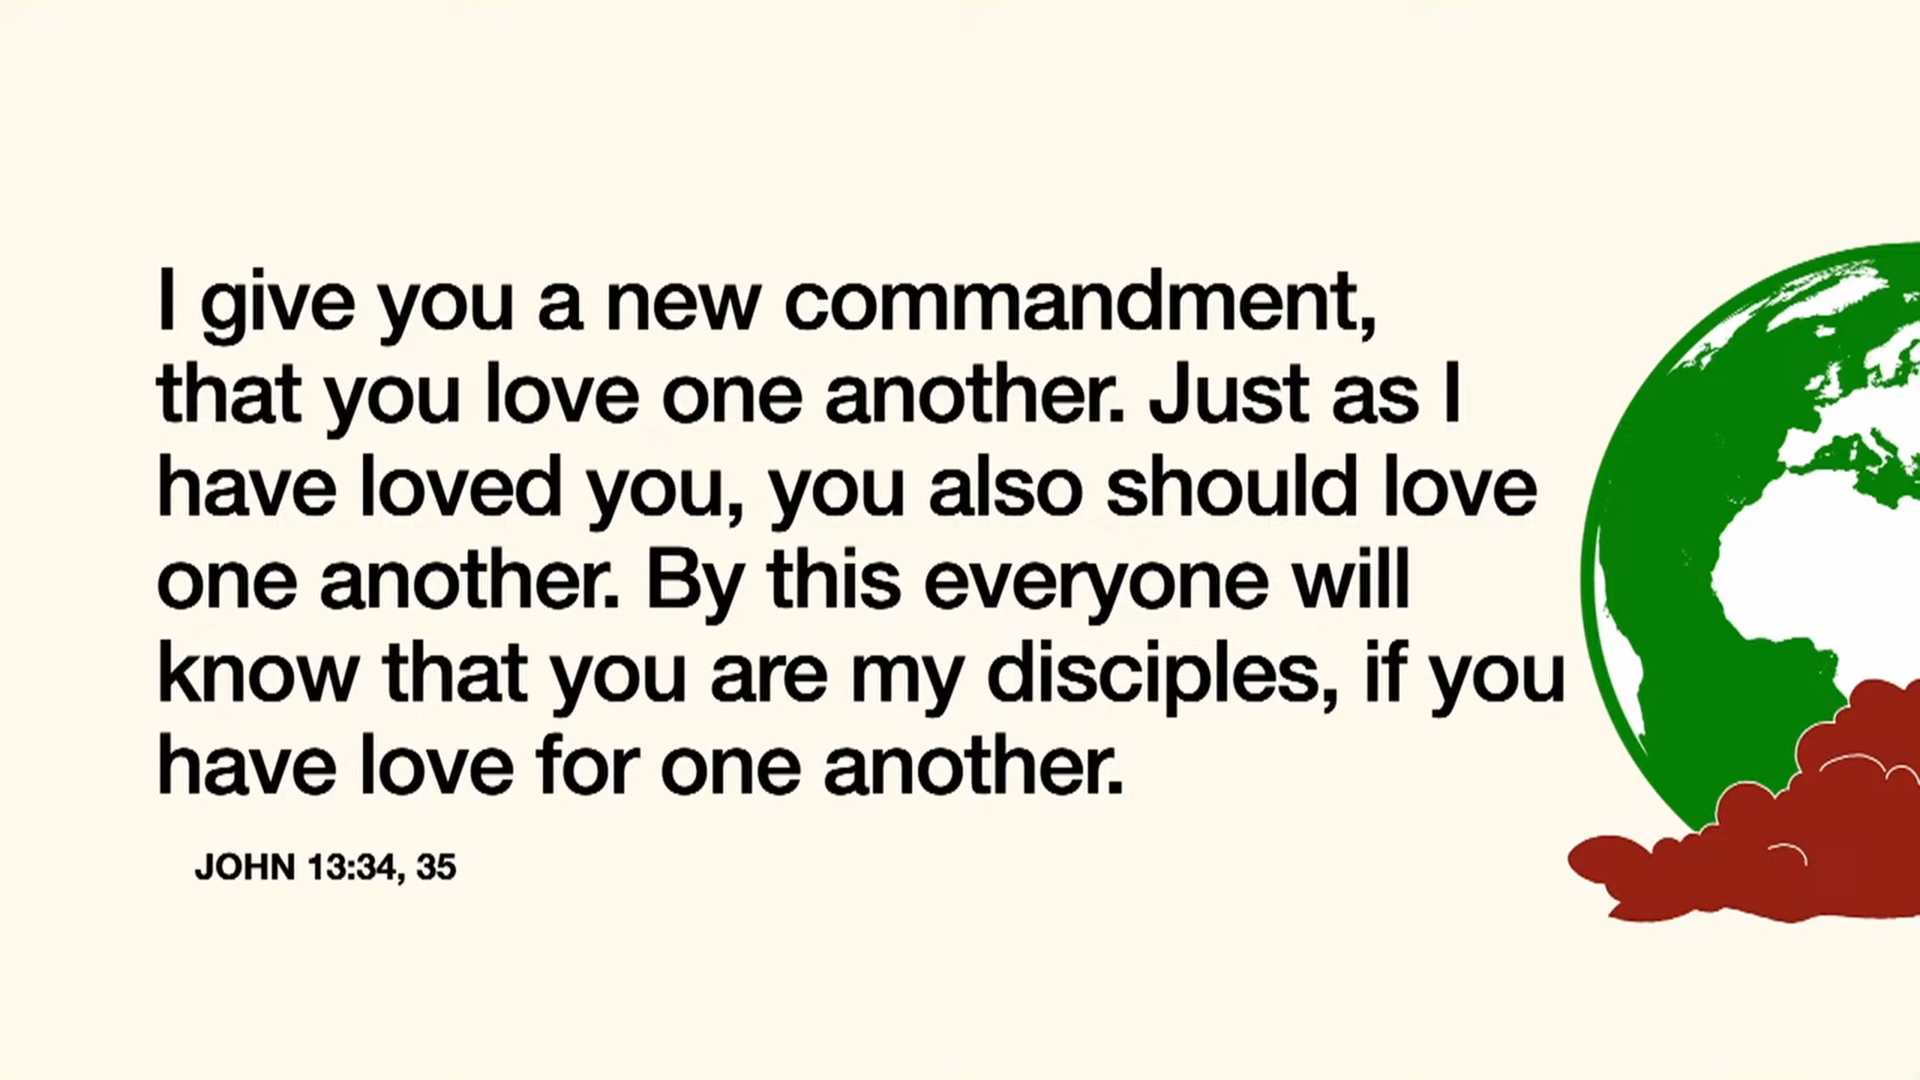 I give you a new commandment,
that you love one another. Just as I
have loved you, you also should love
one another. By this everyone will
know that you are my disciples, if you
have love for one another.
JOHN 13:34, 35